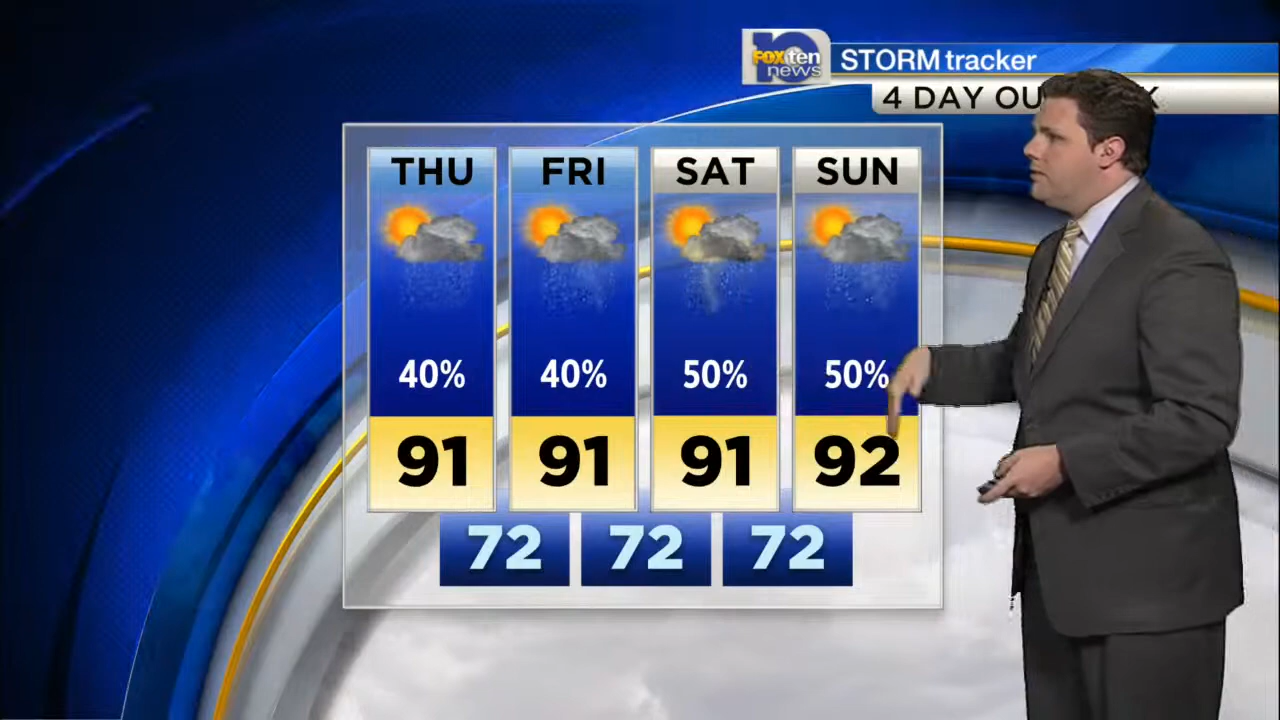 10
FOX ten
news
STORM tracker
4 DAY OU K
THU FRI SAT SUN
40% 40% 50% 50%
91 91 91 92
72 72 72